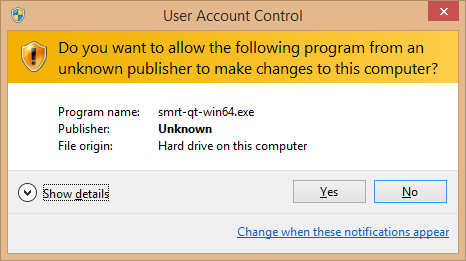 User Account Control
Do you want to allow the following program from an
unknown publisher to make changes to this computer?
Program name: smrt-qt-win64.exe
Publisher: Unknown
File origin: Hard drive on this computer
Show details
Yes No
Change when these notifications appear